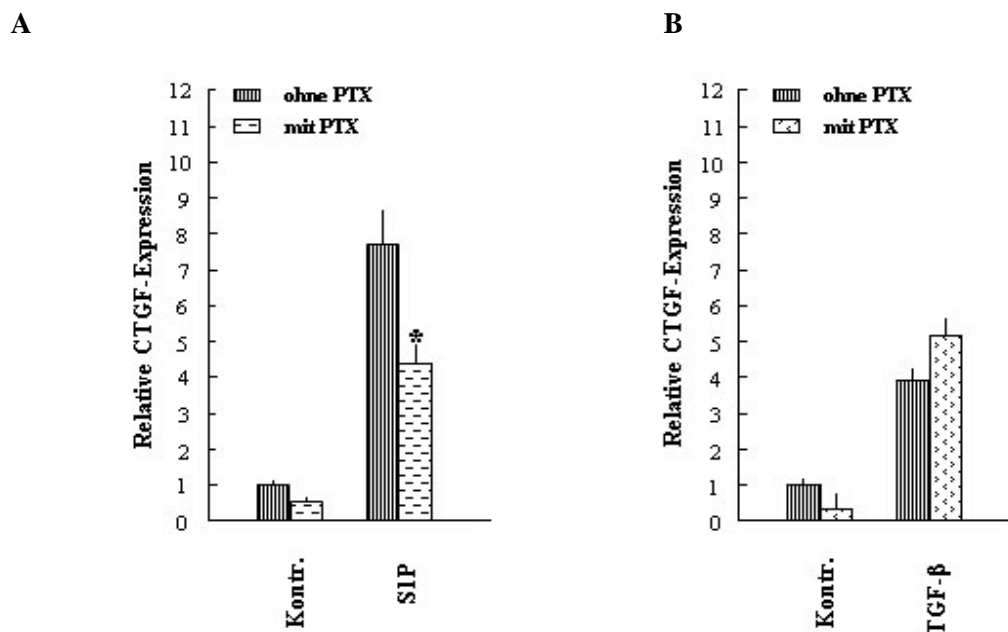 A
B
ohne PTX
mit PTX
12
11
10
9
8
7
6
5
4
3
2
1
0
Relative CTGF-Expression
*
Kontr.
S1P
ohne PTX
mit PTX
12
11
10
9
8
7
6
5
4
3
2
1
0
Relative CTGF-Expression
Kontr.
TGF-β